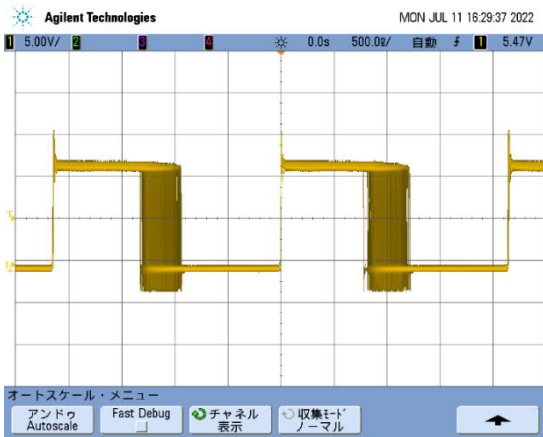 Agilent Technologies
MON JUL 11 16:29:37 2022
1 5.00V/ 2 3 4 0.0s 500.0g/ 自動 1 5.47V
T
1
オートスケール・メニュー
アンドゥ Fast Debug チャネル 収集モード
Autoscale 表示 ノーマル